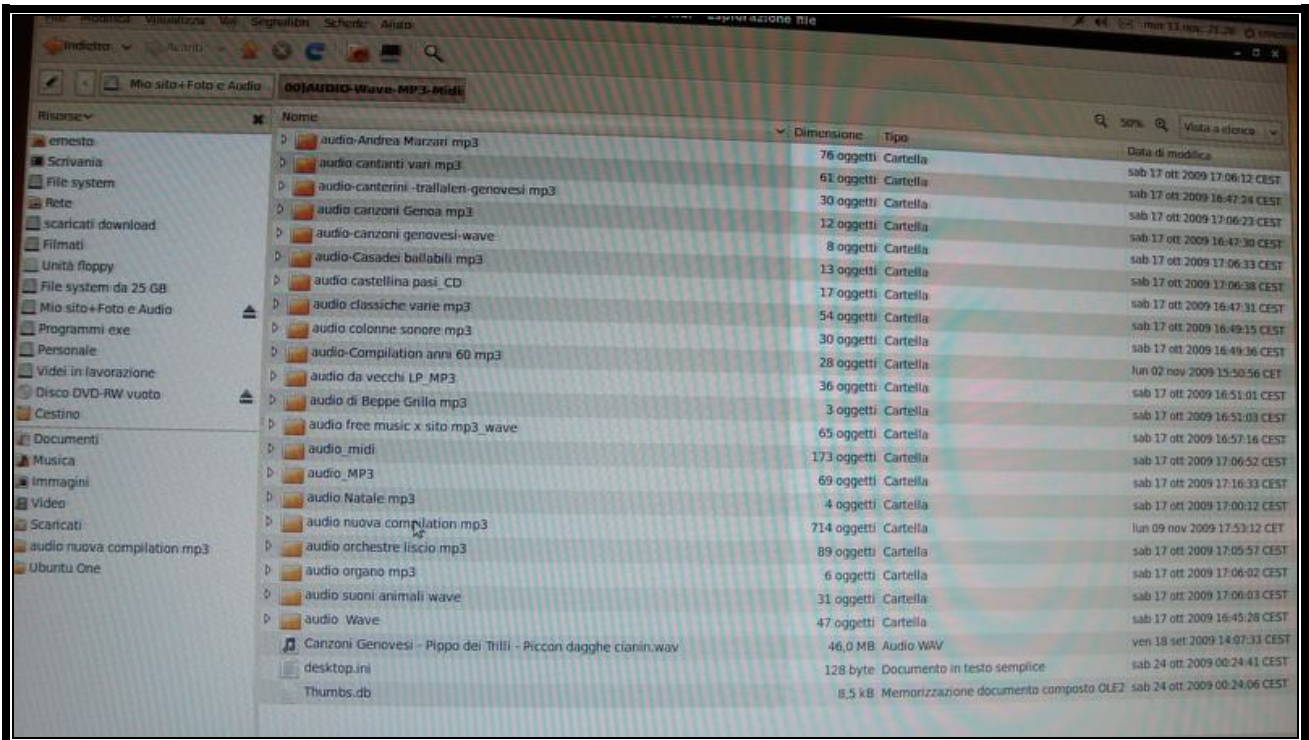 File Modifica Visualizza Vai Segnalibri Schede Aiuto
esplorazione file
mar 13 nov, 21.26 ernesto
Indietro Avanti
Mio sito+Foto e Audio 00]AUDIO-Wave-MP3-Midi
50% Vista a elenco
Risorse
ernesto
Scrivania
File system
Rete
scaricati download
Filmati
Unità floppy
File system da 25 GB
Mio sito+Foto e Audio
Programmi exe
Personale
Videi in lavorazione
Disco DVD-RW vuoto
Cestino
Documenti
Musica
Immagini
Video
Scaricati
audio nuova compilation mp3
Ubuntu One
Nome Dimensione Tipo Data di modifica
audio-Andrea Marzari mp3 76 oggetti Cartella sab 17 ott 2009 17:06:12 CEST
audio cantanti vari mp3 61 oggetti Cartella sab 17 ott 2009 16:47:24 CEST
audio-canterini -trallalen-genovesi mp3 30 oggetti Cartella sab 17 ott 2009 17:06:23 CEST
audio canzoni Genoa mp3 12 oggetti Cartella sab 17 ott 2009 16:47:30 CEST
audio-canzoni genovesi-wave 8 oggetti Cartella sab 17 ott 2009 17:06:33 CEST
audio-Casadei ballabili mp3 13 oggetti Cartella sab 17 ott 2009 17:06:38 CEST
audio castellina pasi_CD 17 oggetti Cartella sab 17 ott 2009 16:47:31 CEST
audio classiche varie mp3 54 oggetti Cartella sab 17 ott 2009 16:49:15 CEST
audio colonne sonore mp3 30 oggetti Cartella sab 17 ott 2009 16:49:36 CEST
audio-Compilation anni 60 mp3 28 oggetti Cartella lun 02 nov 2009 15:50:56 CET
audio da vecchi LP_MP3 36 oggetti Cartella sab 17 ott 2009 16:51:01 CEST
audio di Beppe Grillo mp3 3 oggetti Cartella sab 17 ott 2009 16:51:03 CEST
audio free music x sito mp3_wave 65 oggetti Cartella sab 17 ott 2009 16:57:16 CEST
audio_midi 173 oggetti Cartella sab 17 ott 2009 17:06:52 CEST
audio_MP3 69 oggetti Cartella sab 17 ott 2009 17:16:33 CEST
audio Natale mp3 4 oggetti Cartella sab 17 ott 2009 17:00:12 CEST
audio nuova compilation mp3 714 oggetti Cartella lun 09 nov 2009 17:53:12 CET
audio orchestre liscio mp3 89 oggetti Cartella sab 17 ott 2009 17:05:57 CEST
audio organo mp3 6 oggetti Cartella sab 17 ott 2009 17:06:02 CEST
audio suoni animali wave 31 oggetti Cartella sab 17 ott 2009 17:06:03 CEST
audio Wave 47 oggetti Cartella sab 17 ott 2009 16:45:28 CEST
Canzoni Genovesi - Pippo dei Trilli - Piccon dagghe cianin.wav 46,0 MB Audio WAV ven 18 set 2009 14:07:33 CEST
desktop.ini 128 byte Documento in testo semplice sab 24 ott 2009 00:24:41 CEST
Thumbs.db 8,5 kB Memorizzazione documento composto OLE2 sab 24 ott 2009 00:24:06 CEST